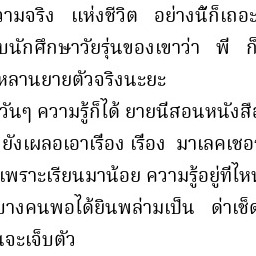 วามจริง แห่งชีวิต อย่างนี้ก็เถอะ
บนักศึกษาวัยรุ่นของเขาว่า พี ก็
หลานยายตัวจริงนะยะ
วันๆ ความรู้ก็ได้ ยายนีสอนหนังสือ
ยังเผลอเอาเรื่อง เรื่อง มาเลคเชอร์
เพราะเรียนมาน้อย ความรู้อยู่ที่ไหน
บางคนพอได้ยินพล่ามเป็น ด่าเช็ด
นจะเจ็บตัว